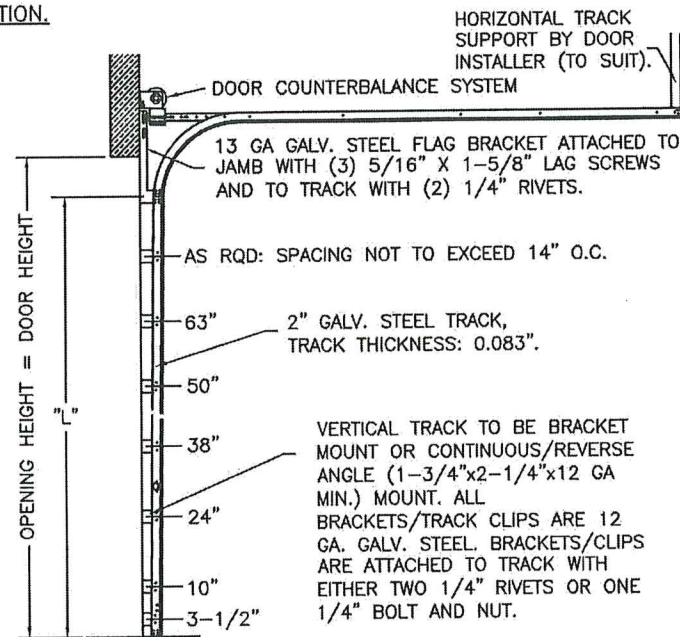 TION.
HORIZONTAL TRACK
SUPPORT BY DOOR
INSTALLER (TO SUIT).
DOOR COUNTERBALANCE SYSTEM
13 GA GALV. STEEL FLAG BRACKET ATTACHED TO
JAMB WITH (3) 5/16" X 1-5/8" LAG SCREWS
AND TO TRACK WITH (2) 1/4" RIVETS.
AS RQD: SPACING NOT TO EXCEED 14" O.C.
63"
2" GALV. STEEL TRACK,
TRACK THICKNESS: 0.083".
50"
OPENING HEIGHT = DOOR HEIGHT
"L"
38"
VERTICAL TRACK TO BE BRACKET
MOUNT OR CONTINUOUS/REVERSE
ANGLE (1-3/4"x2-1/4"x12 GA
MIN.) MOUNT. ALL
BRACKETS/TRACK CLIPS ARE 12
GA. GALV. STEEL. BRACKETS/CLIPS
ARE ATTACHED TO TRACK WITH
EITHER TWO 1/4" RIVETS OR ONE
1/4" BOLT AND NUT.
24"
10"
3-1/2"